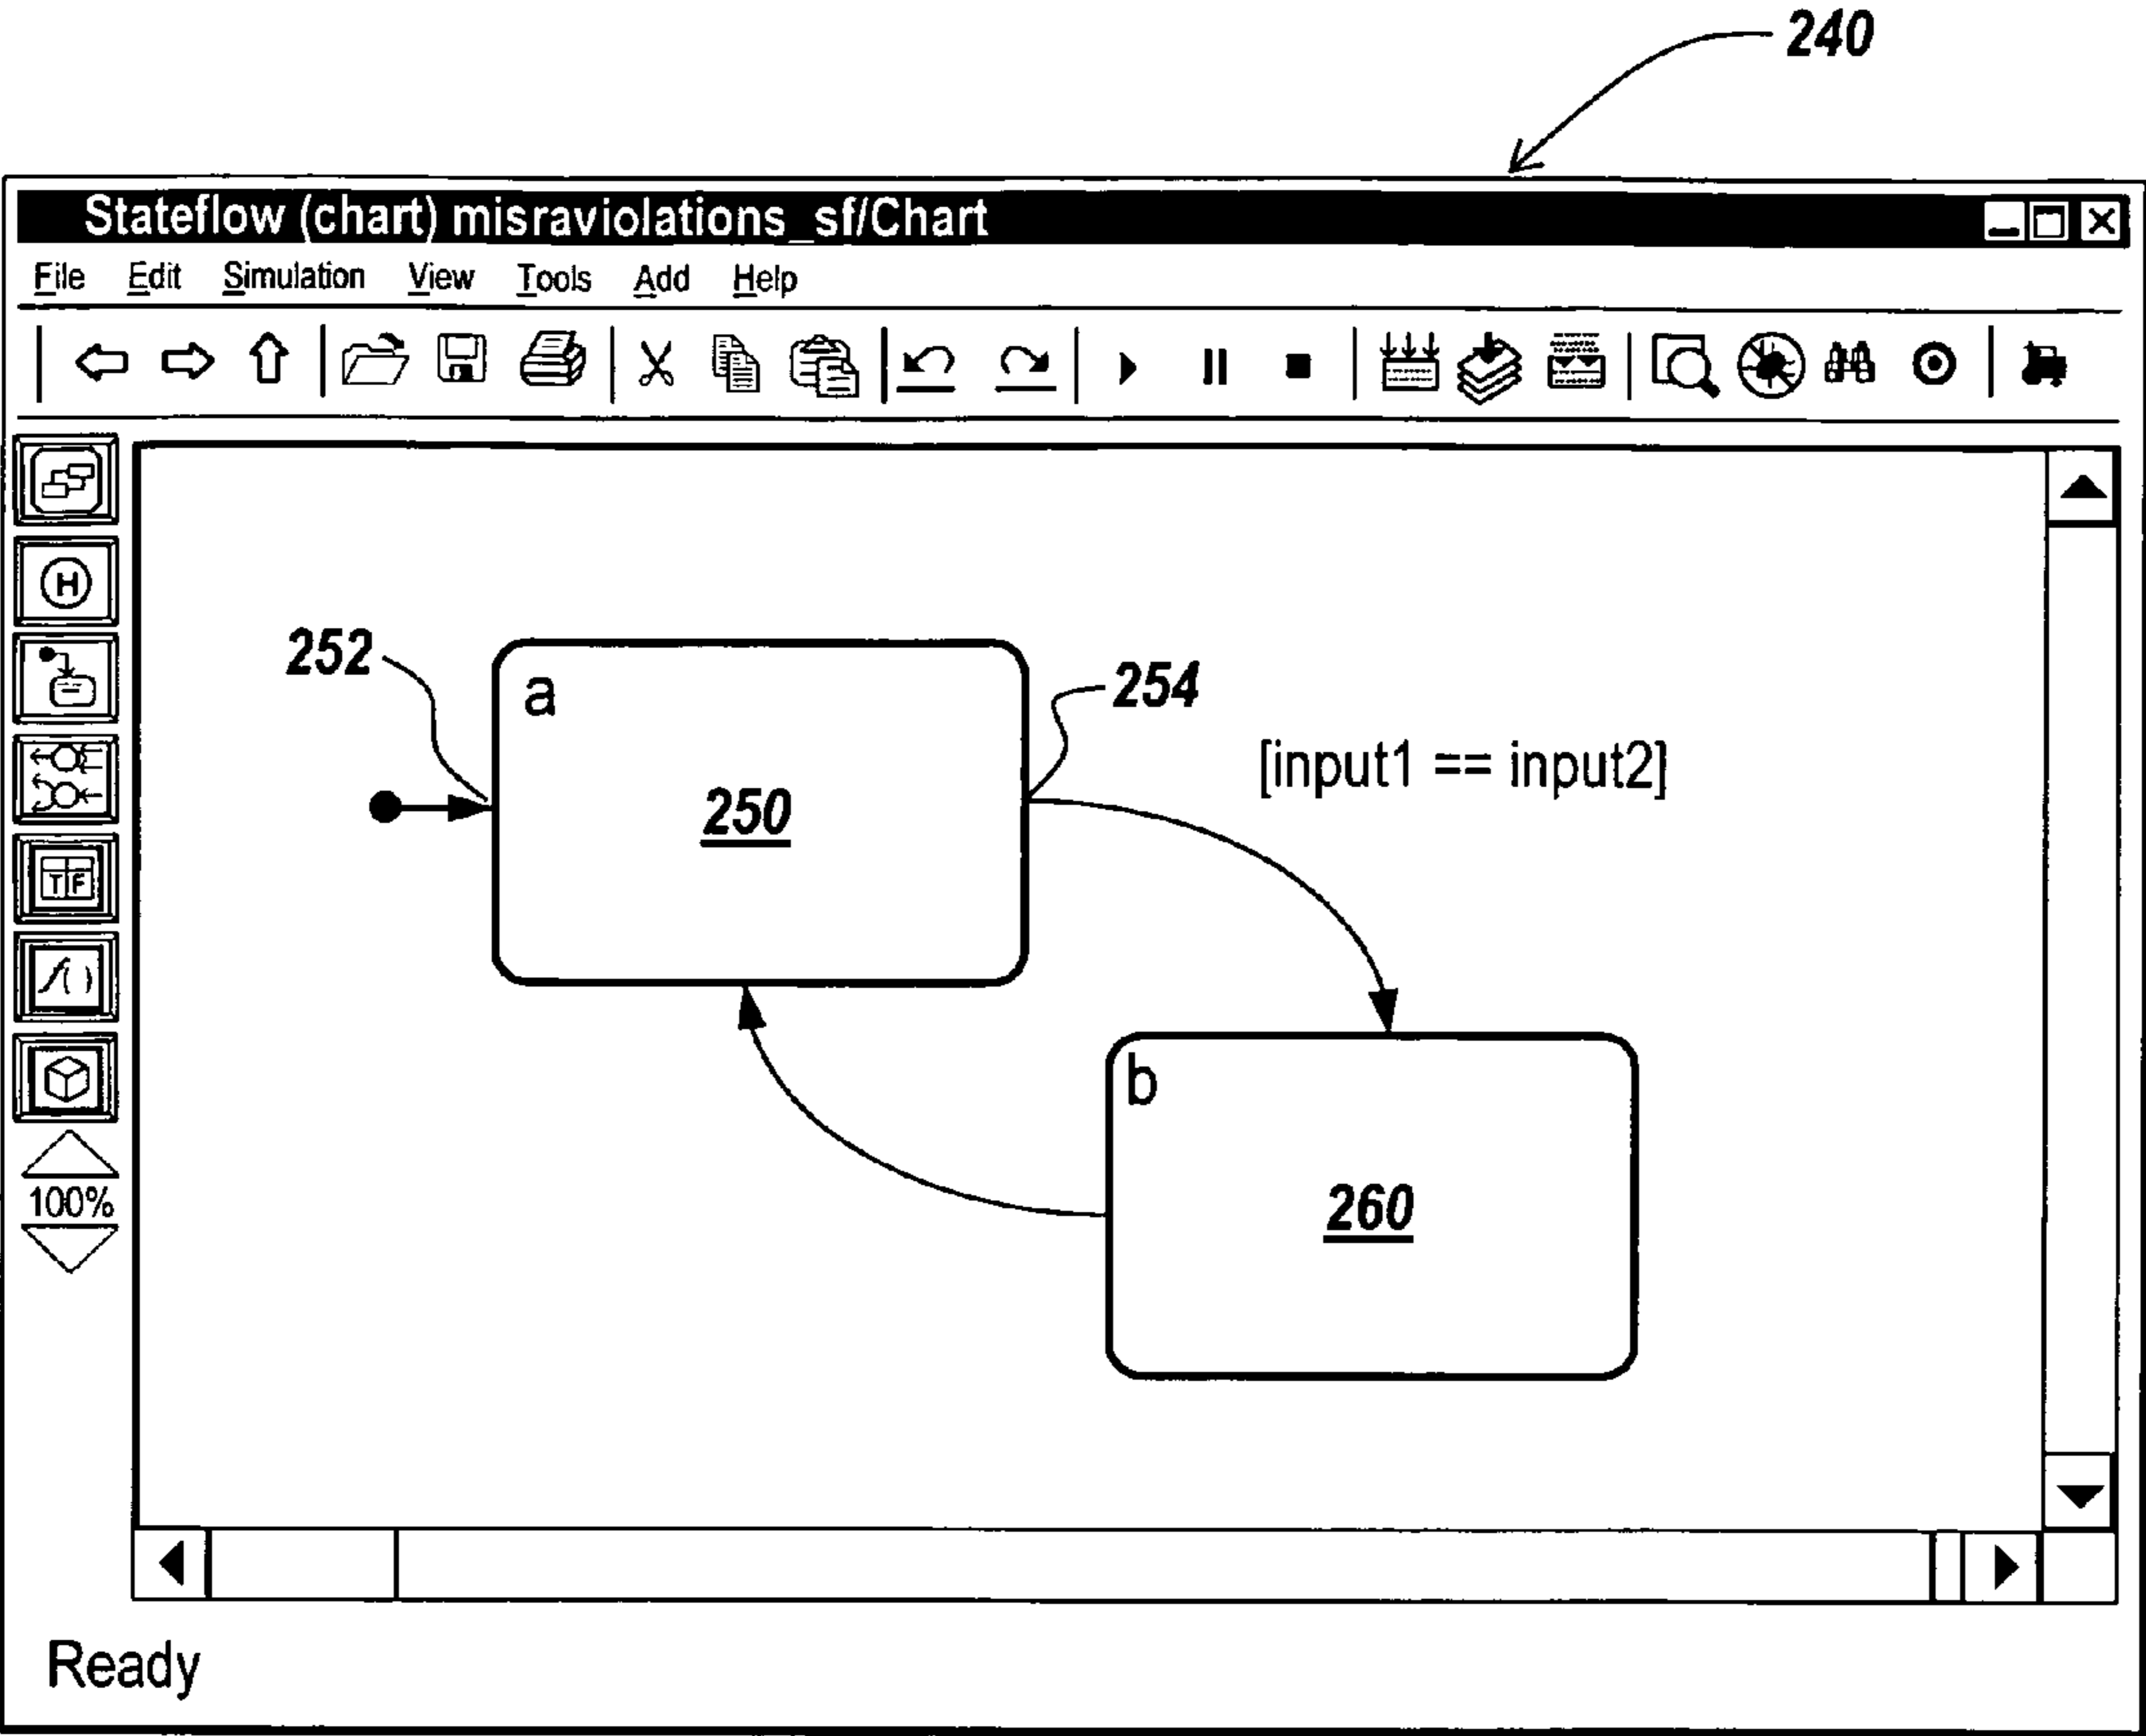 240
Stateflow (chart) misraviolations_sf/Chart
File Edit Simulation View Tools Add Help
H
252
a
254
[input1 == input2]
250
T F
f( )
b
100%
260
Ready